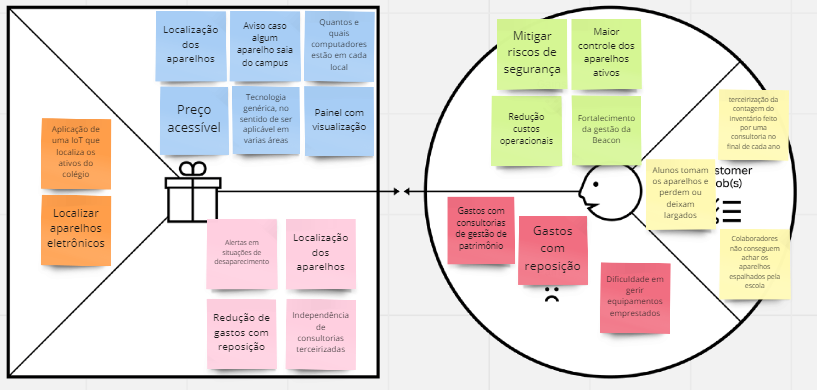 Localização
dos
aparelhos
Aviso caso
algum
aparelho saia
do campus
Quantos e
quais
computadores
estão em cada
local
Preço
acessível
Tecnologia
genérica, no
sentido de ser
aplicável em
varias áreas
Painel com
visualização
Aplicação de
uma IoT que
localiza os
ativos do
colégio
Localizar
aparelhos
eletrônicos
Alertas em
situações de
desaparecimento
Localização
dos
aparelhos
Redução de
gastos com
reposição
Independência
de
consultorias
terceirizadas
Mitigar
riscos de
segurança
Maior
controle dos
aparelhos
ativos
Redução
custos
operacionais
Fortalecimento
da gestão da
Beacon
Gastos com
consultorias
de gestão de
patrimônio
Gastos
com
reposição
Dificuldade em
gerir
equipamentos
emprestados
terceirização da
contagem do
inventário feito
por uma
consultoria no
final de cada ano
Alunos tomam
os aparelhos e
perdem ou
deixam
largados
stomer
ob(s)
Colaboradores
não conseguem
achar os
aparelhos
espalhados pela
escola